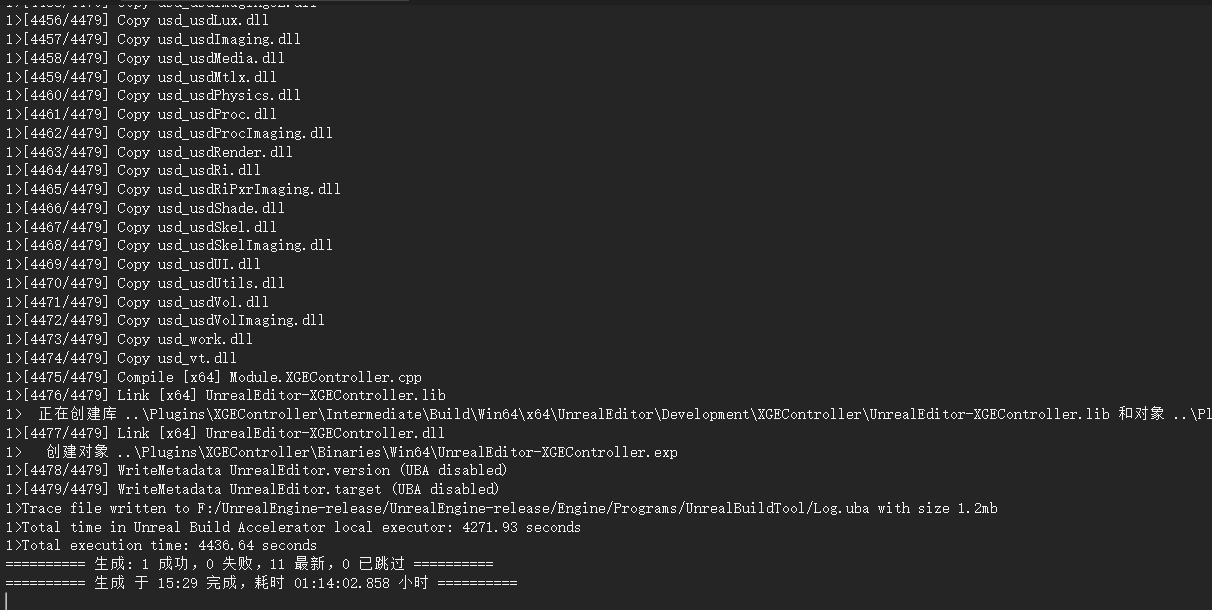 1>[4456/4479] Copy usd_usdLux.dll
1>[4457/4479] Copy usd_usdImaging.dll
1>[4458/4479] Copy usd_usdMedia.dll
1>[4459/4479] Copy usd_usdMtlx.dll
1>[4460/4479] Copy usd_usdPhysics.dll
1>[4461/4479] Copy usd_usdProc.dll
1>[4462/4479] Copy usd_usdProcImaging.dll
1>[4463/4479] Copy usd_usdRender.dll
1>[4464/4479] Copy usd_usdRi.dll
1>[4465/4479] Copy usd_usdRiPxrImaging.dll
1>[4466/4479] Copy usd_usdShade.dll
1>[4467/4479] Copy usd_usdSkel.dll
1>[4468/4479] Copy usd_usdSkelImaging.dll
1>[4469/4479] Copy usd_usdUI.dll
1>[4470/4479] Copy usd_usdUtils.dll
1>[4471/4479] Copy usd_usdVol.dll
1>[4472/4479] Copy usd_usdVolImaging.dll
1>[4473/4479] Copy usd_work.dll
1>[4474/4479] Copy usd_vt.dll
1>[4475/4479] Compile [x64] Module.XGEController.cpp
1>[4476/4479] Link [x64] UnrealEditor-XGEController.lib
1>  正在创建库 ..\Plugins\XGEController\Intermediate\Build\Win64\x64\UnrealEditor\Development\XGEController\UnrealEditor-XGEController.lib 和对象 ..\Pl
1>[4477/4479] Link [x64] UnrealEditor-XGEController.dll
1>   创建对象 ..\Plugins\XGEController\Binaries\Win64\UnrealEditor-XGEController.exp
1>[4478/4479] WriteMetadata UnrealEditor.version (UBA disabled)
1>[4479/4479] WriteMetadata UnrealEditor.target (UBA disabled)
1>Trace file written to F:/UnrealEngine-release/UnrealEngine-release/Engine/Programs/UnrealBuildTool/Log.uba with size 1.2mb
1>Total time in Unreal Build Accelerator local executor: 4271.93 seconds
1>Total execution time: 4436.64 seconds
========== 生成: 1 成功，0 失败，11 最新，0 已跳过 ==========
========== 生成 于 15:29 完成，耗时 01:14:02.858 小时 ==========